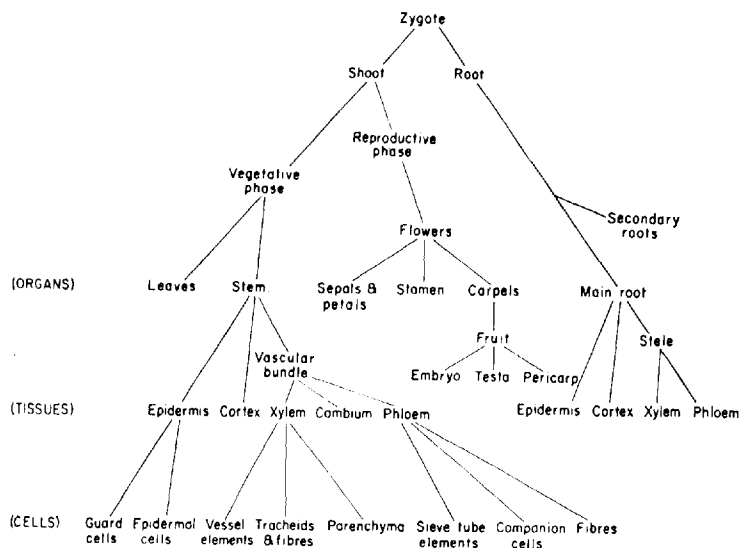 Zygote
Shoot Root
Reproductive
phase
Vegetative
phase
Secondary
roots
Flowers
(ORGANS) Leaves Stem. Sepals & Stamen Carpels Main root
petals
Fruit Stele
Vascular
bundle
Embryo Testa Pericarp
(TISSUES) Epidermis Cortex Xylem Cambium Phloem Epidermis Cortex Xylem Phloem
(CELLS) Guard Epidermal Vessel Tracheids Parenchyma Sieve tube Companion Fibres
cells cells elements & fibres elements cells